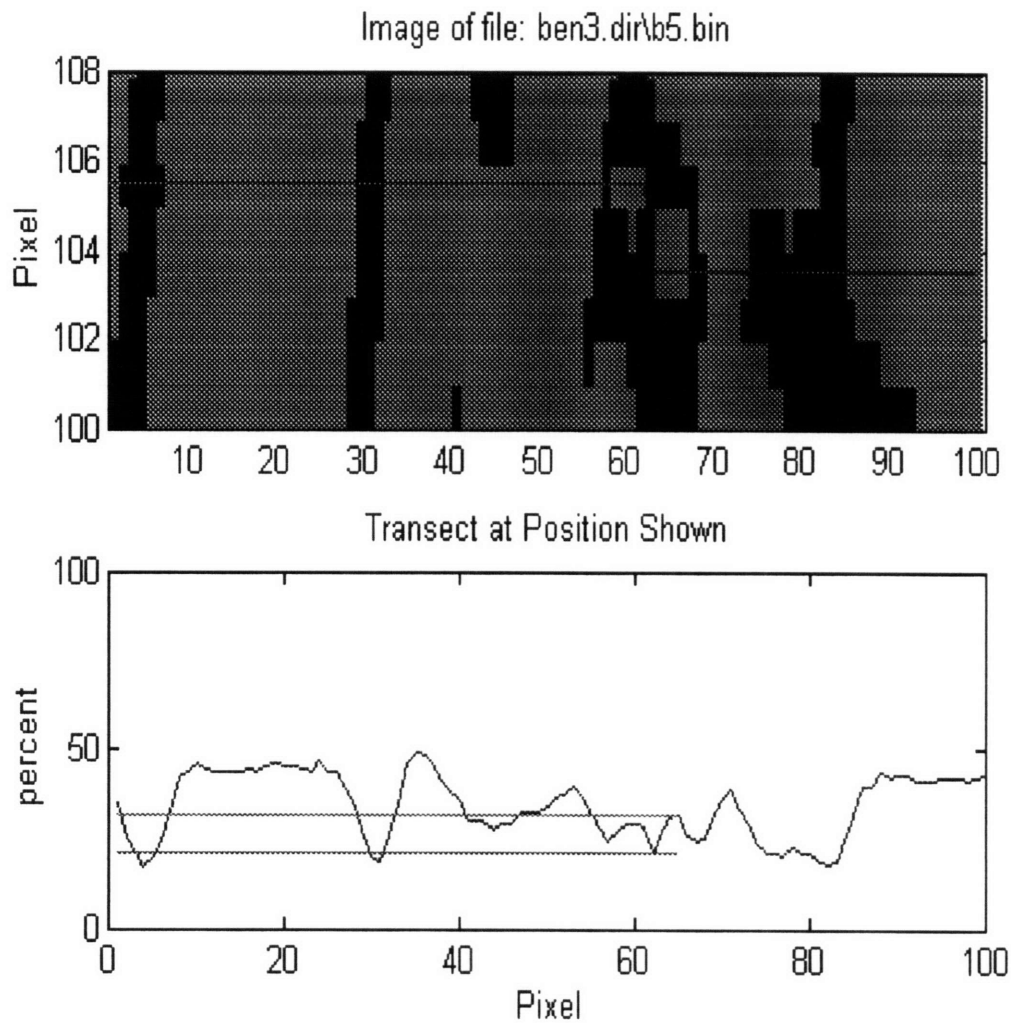 Image of file: ben3.dir\b5.bin
108
106
104
102
100
Pixel
10 20 30 40 50 60 70 80 90 100
Transect at Position Shown
100
50
0
percent
0 20 40 60 80 100
Pixel